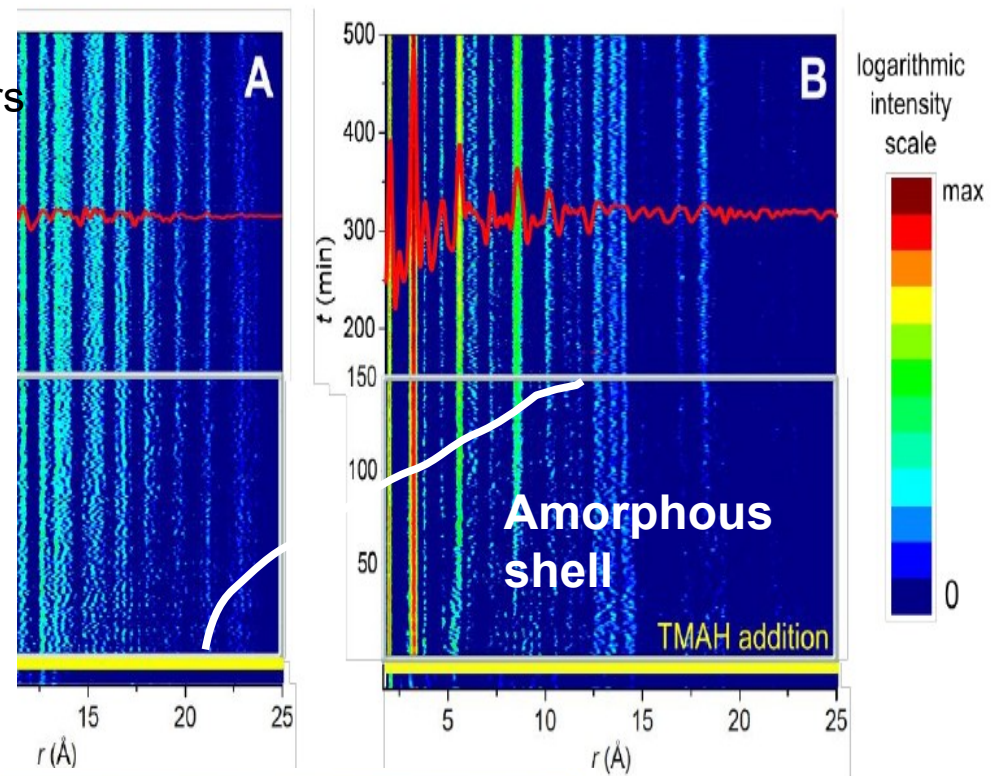 rs
A
15
20
25
r (Å)
500
400
300
200
150
100
50
t (min)
B
Amorphous
shell
TMAH addition
5
10
15
20
25
r (Å)
logarithmic
intensity
scale
max
0